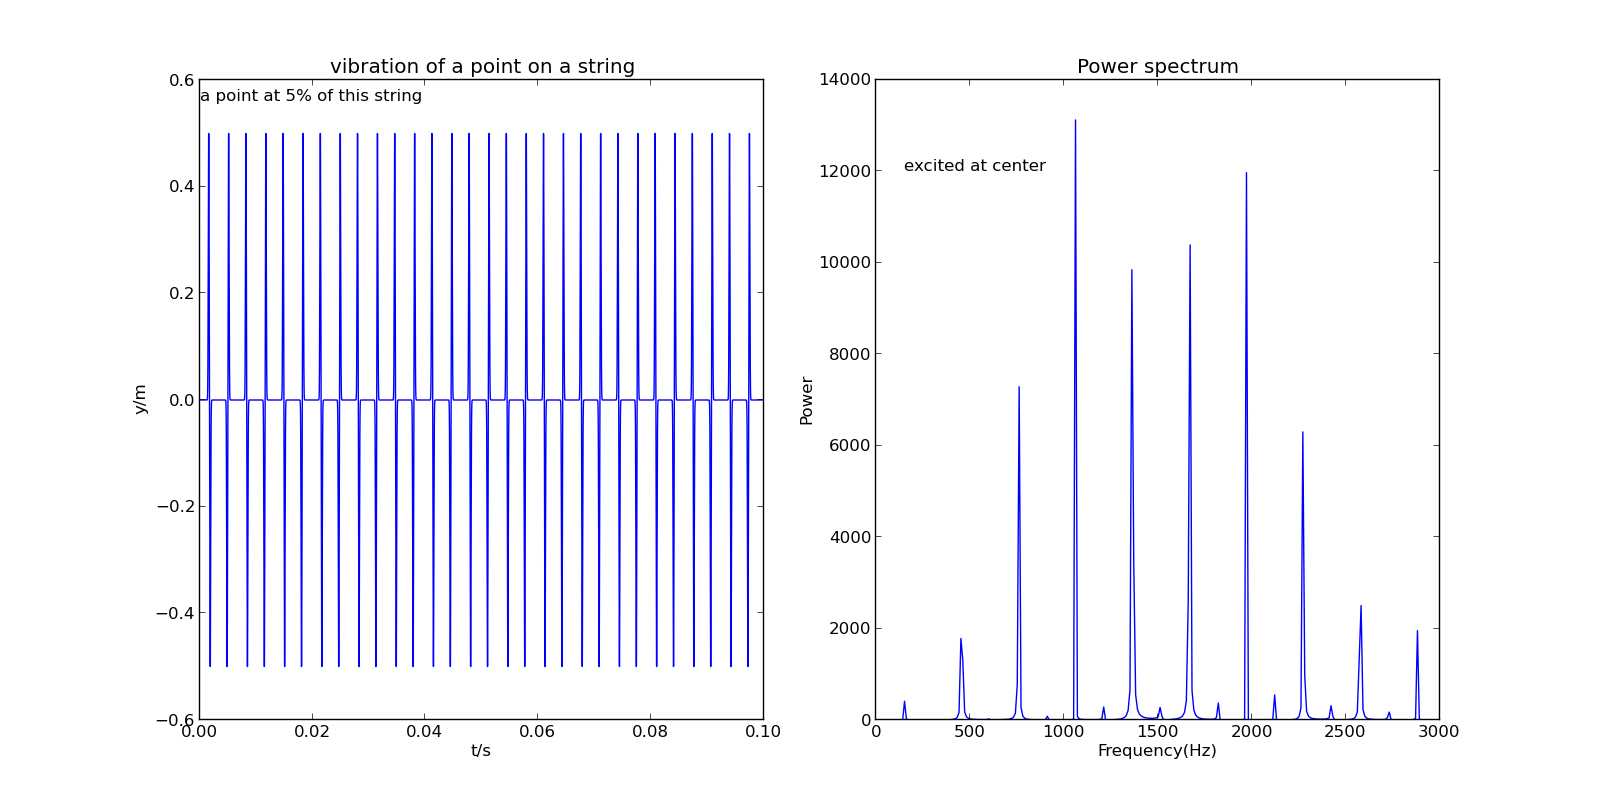 vibration of a point on a string
a point at 5% of this string
0.6
0.4
0.2
0.0
−0.2
−0.4
−0.6
y/m
0.00 0.02 0.04 0.06 0.08 0.10
t/s
Power spectrum
excited at center
14000
12000
10000
8000
6000
4000
2000
0
Power
0 500 1000 1500 2000 2500 3000
Frequency(Hz)